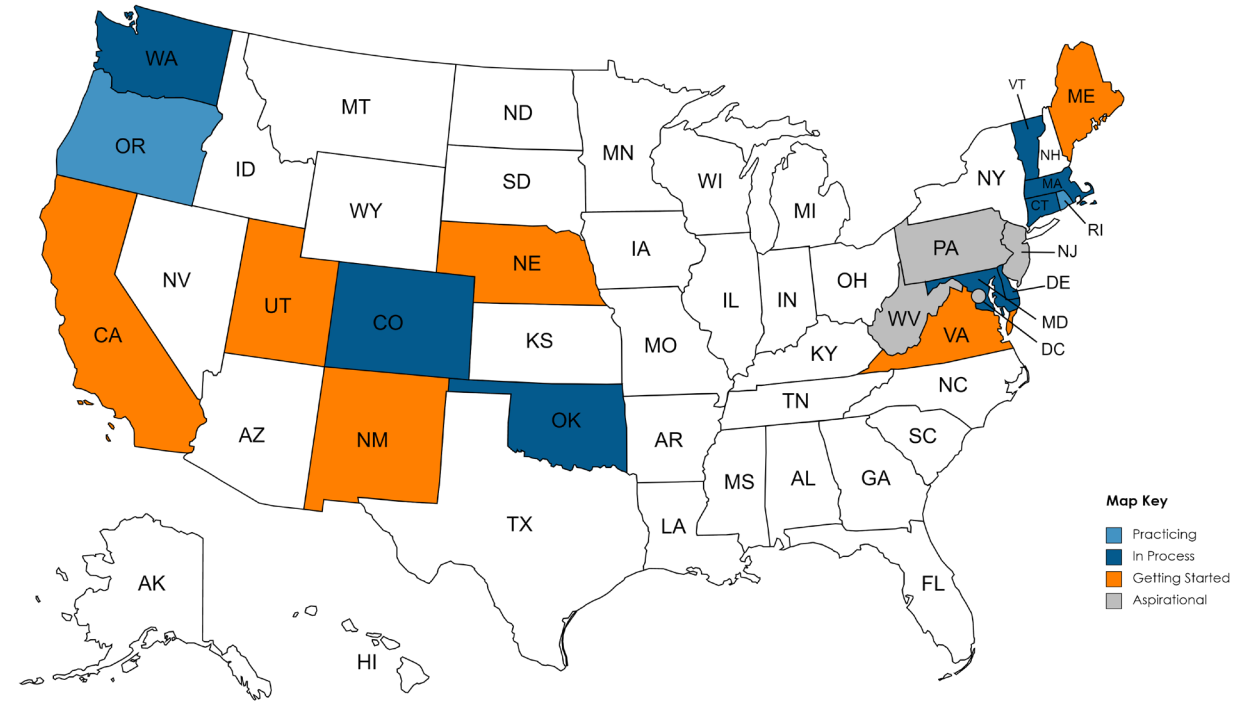 WA
MT
ND
MN
VT
ME
OR
ID
SD
WI
MI
NY
NH
MA
CT
RI
WY
NE
IA
PA
NJ
NV
UT
CO
KS
IL
IN
OH
WV
DE
MD
DC
CA
MO
KY
VA
AZ
NM
OK
AR
TN
NC
SC
TX
LA
MS
AL
GA
FL
AK
HI
Map Key
Practicing
In Process
Getting Started
Aspirational